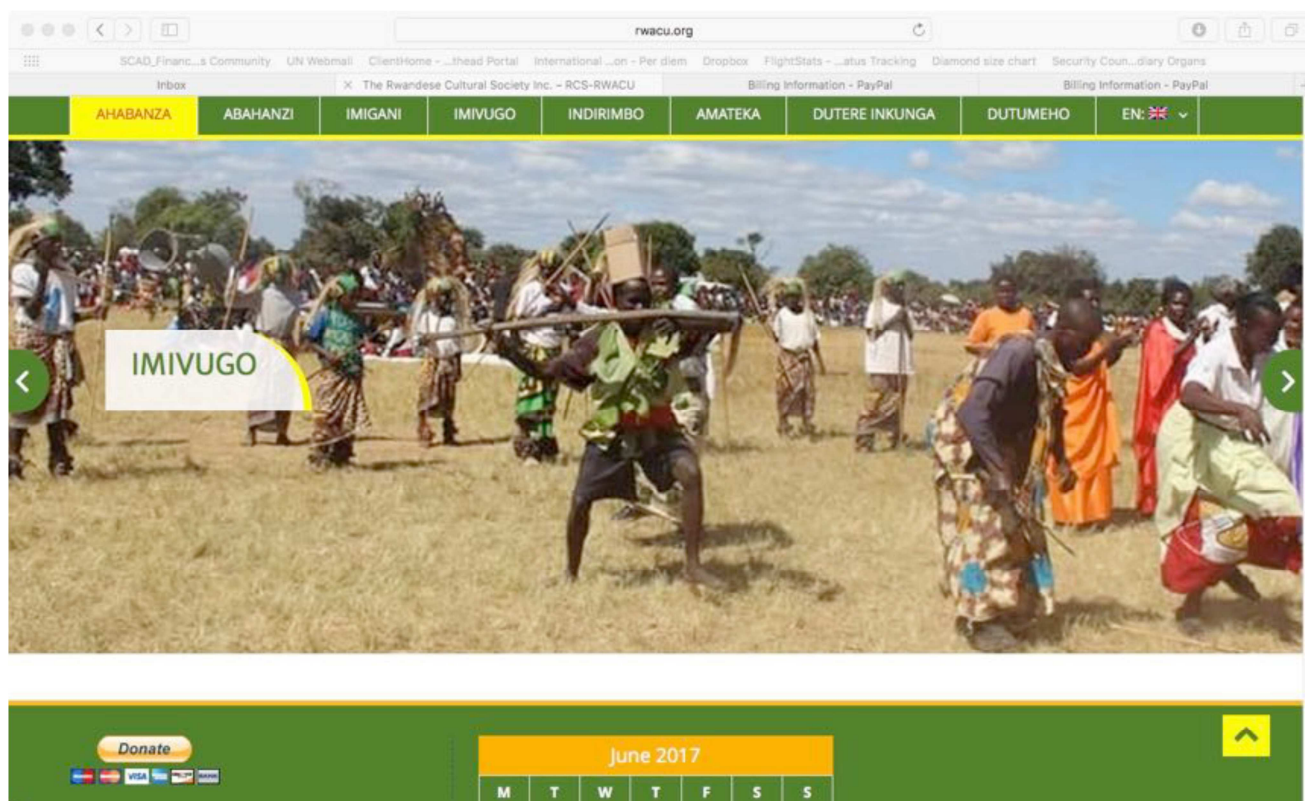 rwacu.org
SCAD_Financ...s Community UN Webmail ClientHome - ...thead Portal International ...on - Per diem Dropbox FlightStats - ...atus Tracking Diamond size chart Security Coun...diary Organs
Inbox The Rwandese Cultural Society Inc. – RCS-RWACU Billing Information - PayPal Billing Information - PayPal
AHABANZA ABAHANZI IMIGANI IMIVUGO INDIRIMBO AMATEKA DUTERE INKUNGA DUTUMEHO EN:
IMIVUGO
Donate
VISA BANK
June 2017
M T W T F S S